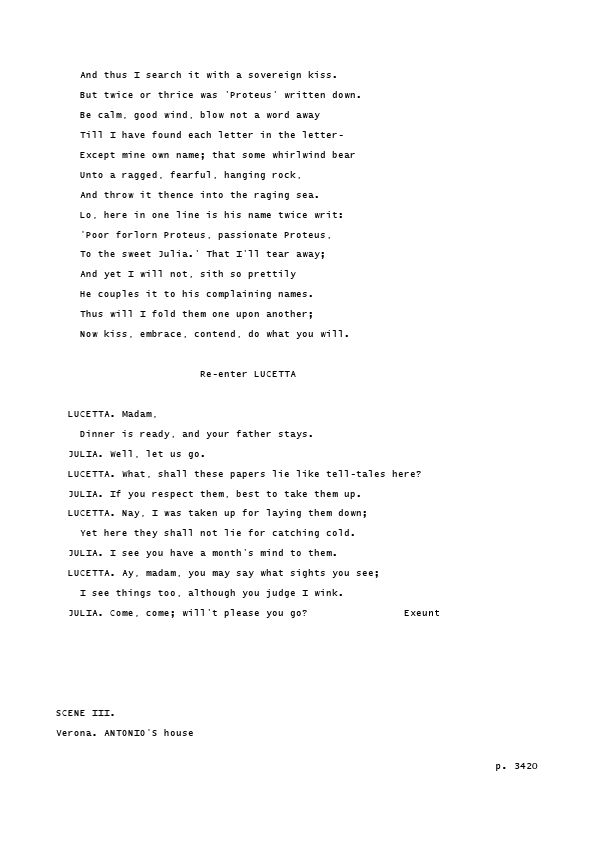 And thus I search it with a sovereign kiss.
But twice or thrice was 'Proteus' written down.
Be calm, good wind, blow not a word away
Till I have found each letter in the letter-
Except mine own name; that some whirlwind bear
Unto a ragged, fearful, hanging rock,
And throw it thence into the raging sea.
Lo, here in one line is his name twice writ:
'Poor forlorn Proteus, passionate Proteus,
To the sweet Julia.' That I'll tear away;
And yet I will not, sith so prettily
He couples it to his complaining names.
Thus will I fold them one upon another;
Now kiss, embrace, contend, do what you will.
Re-enter LUCETTA
LUCETTA. Madam,
Dinner is ready, and your father stays.
JULIA. Well, let us go.
LUCETTA. What, shall these papers lie like tell-tales here?
JULIA. If you respect them, best to take them up.
LUCETTA. Nay, I was taken up for laying them down;
Yet here they shall not lie for catching cold.
JULIA. I see you have a month's mind to them.
LUCETTA. Ay, madam, you may say what sights you see;
I see things too, although you judge I wink.
JULIA. Come, come; will't please you go? Exeunt
SCENE III.
Verona. ANTONIO'S house
p. 3420